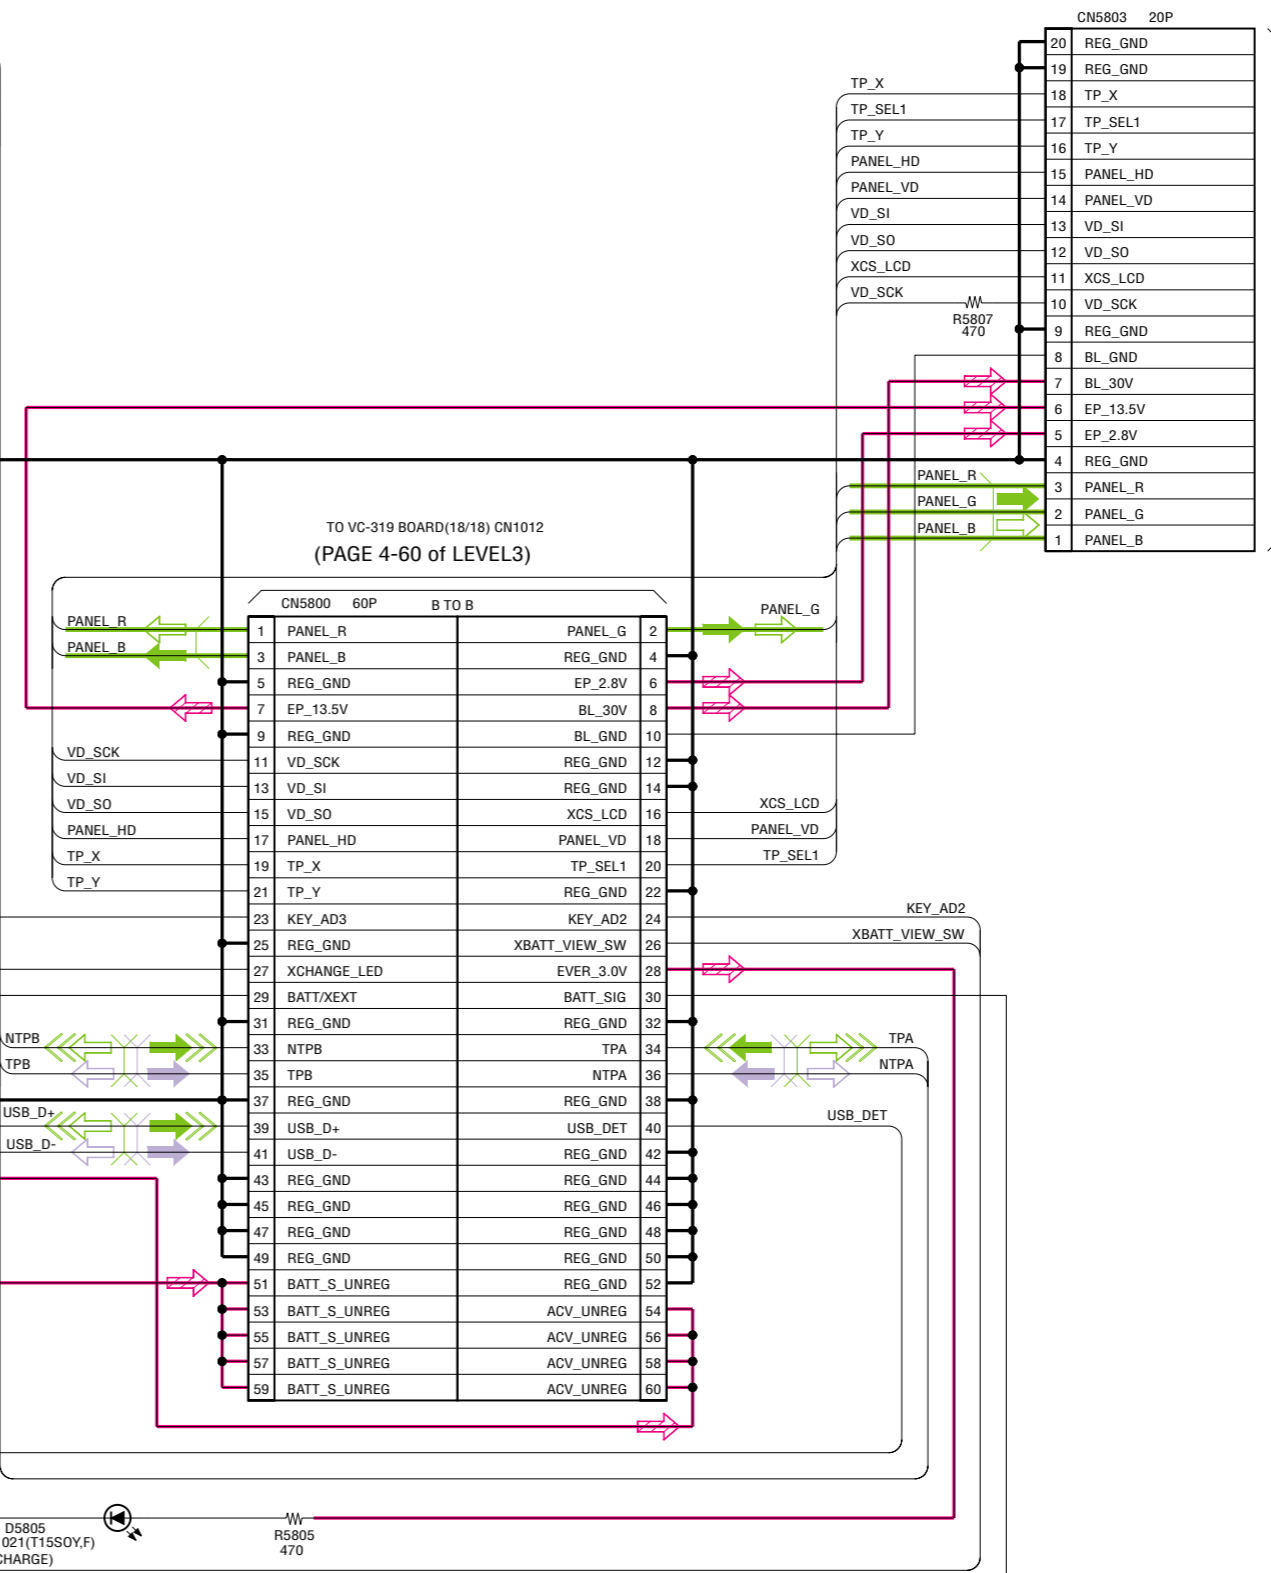 CN5803 20P
20 REG_GND
19 REG_GND
TP_X
18 TP_X
TP_SEL1
17 TP_SEL1
TP_Y
16 TP_Y
PANEL_HD
15 PANEL_HD
PANEL_VD
14 PANEL_VD
VD_SI
13 VD_SI
VD_SO
12 VD_SO
XCS_LCD
11 XCS_LCD
VD_SCK
10 VD_SCK
R5807
470
9 REG_GND
8 BL_GND
7 BL_30V
6 EP_13.5V
5 EP_2.8V
4 REG_GND
PANEL_R
3 PANEL_R
PANEL_G
2 PANEL_G
PANEL_B
1 PANEL_B
TO VC-319 BOARD(18/18) CN1012
(PAGE 4-60 of LEVEL3)
CN5800 60P B TO B
PANEL_R 1 PANEL_R PANEL_G 2 PANEL_G
PANEL_B 3 PANEL_B REG_GND 4
5 REG_GND EP_2.8V 6
7 EP_13.5V BL_30V 8
9 REG_GND BL_GND 10
VD_SCK 11 VD_SCK REG_GND 12
VD_SI 13 VD_SI REG_GND 14
VD_SO 15 VD_SO XCS_LCD 16 XCS_LCD
PANEL_HD 17 PANEL_HD PANEL_VD 18 PANEL_VD
TP_X 19 TP_X TP_SEL1 20 TP_SEL1
TP_Y 21 TP_Y REG_GND 22
23 KEY_AD3 KEY_AD2 24 KEY_AD2
25 REG_GND XBATT_VIEW_SW 26 XBATT_VIEW_SW
27 XCHANGE_LED EVER_3.0V 28
29 BATT/XEXT BATT_SIG 30
31 REG_GND REG_GND 32
NTPB 33 NTPB TPA 34 TPA
TPB 35 TPB NTPA 36 NTPA
37 REG_GND REG_GND 38
USB_D+ 39 USB_D+ USB_DET 40 USB_DET
USB_D- 41 USB_D- REG_GND 42
43 REG_GND REG_GND 44
45 REG_GND REG_GND 46
47 REG_GND REG_GND 48
49 REG_GND REG_GND 50
51 BATT_S_UNREG REG_GND 52
53 BATT_S_UNREG ACV_UNREG 54
55 BATT_S_UNREG ACV_UNREG 56
57 BATT_S_UNREG ACV_UNREG 58
59 BATT_S_UNREG ACV_UNREG 60
D5805
021(T15SOY,F)
CHARGE)
R5805
470